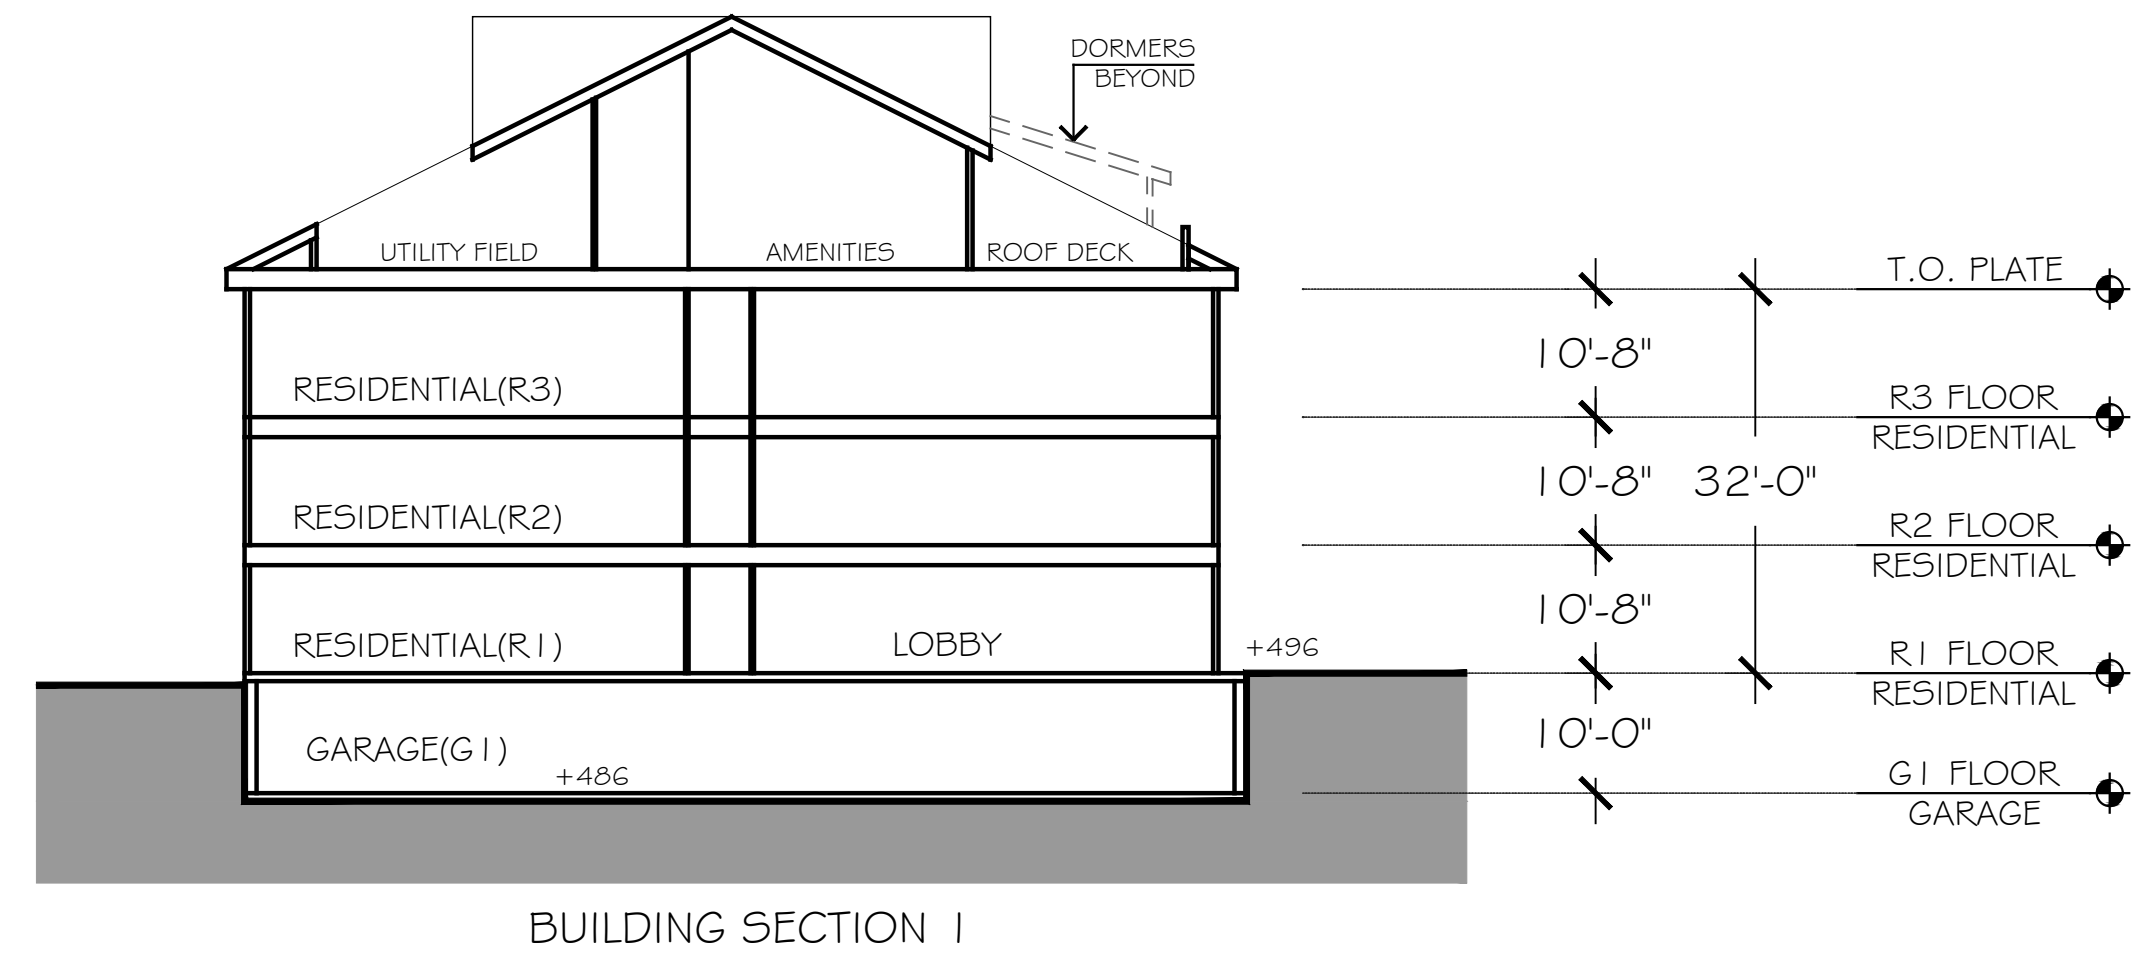 DORMERS
BEYOND
UTILITY FIELD
AMENITIES
ROOF DECK
T.O. PLATE
10'-8"
RESIDENTIAL(R3)
R3 FLOOR
RESIDENTIAL
10'-8"
32'-0"
RESIDENTIAL(R2)
R2 FLOOR
RESIDENTIAL
10'-8"
RESIDENTIAL(R1)
LOBBY
+496
R1 FLOOR
RESIDENTIAL
10'-0"
GARAGE(G1)
+486
G1 FLOOR
GARAGE
BUILDING SECTION 1